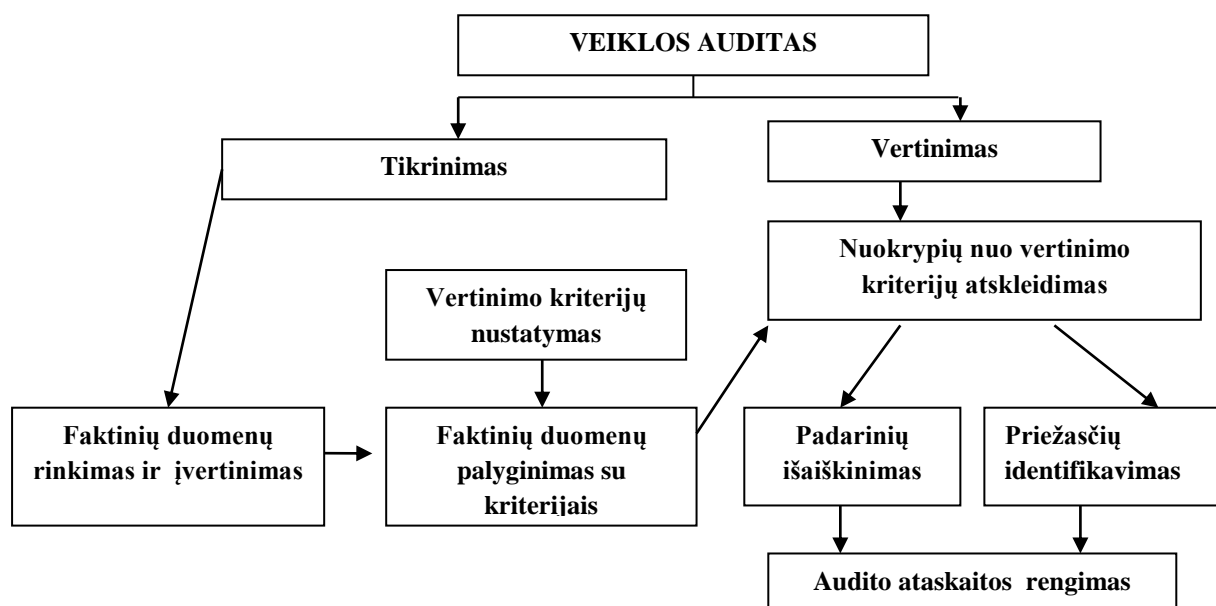 VEIKLOS AUDITAS
Tikrinimas
Vertinimas
Nuokrypių nuo vertinimo
kriterijų atskleidimas
Vertinimo kriterijų
nustatymas
Faktinių duomenų
rinkimas ir įvertinimas
Faktinių duomenų
palyginimas su
kriterijais
Padarinių
išaiškinimas
Priežasčių
identifikavimas
Audito ataskaitos rengimas